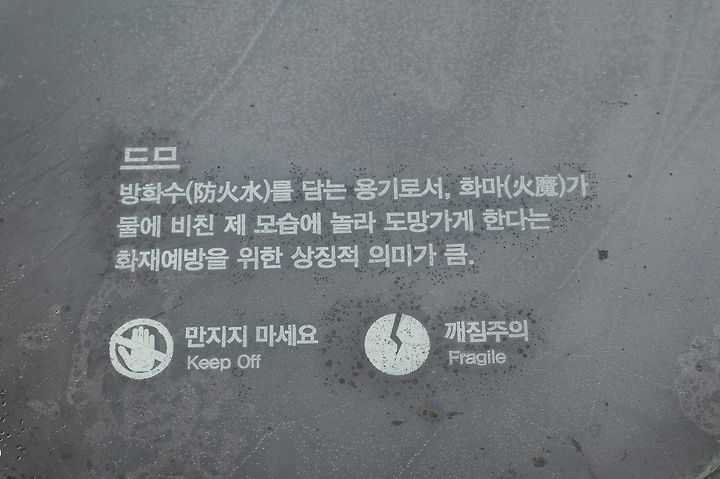 드므
방화수(防火水)를 담는 용기로서, 화마(火魔)가
물에 비친 제 모습에 놀라 도망가게 한다는
화재예방을 위한 상징적 의미가 큼.
만지지 마세요
Keep Off
깨짐주의
Fragile